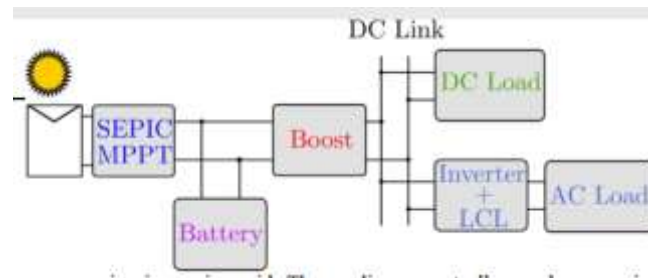 DC Link
DC Load
SEPIC
MPPT
Boost
Inverter
+
LCL
AC Load
Battery